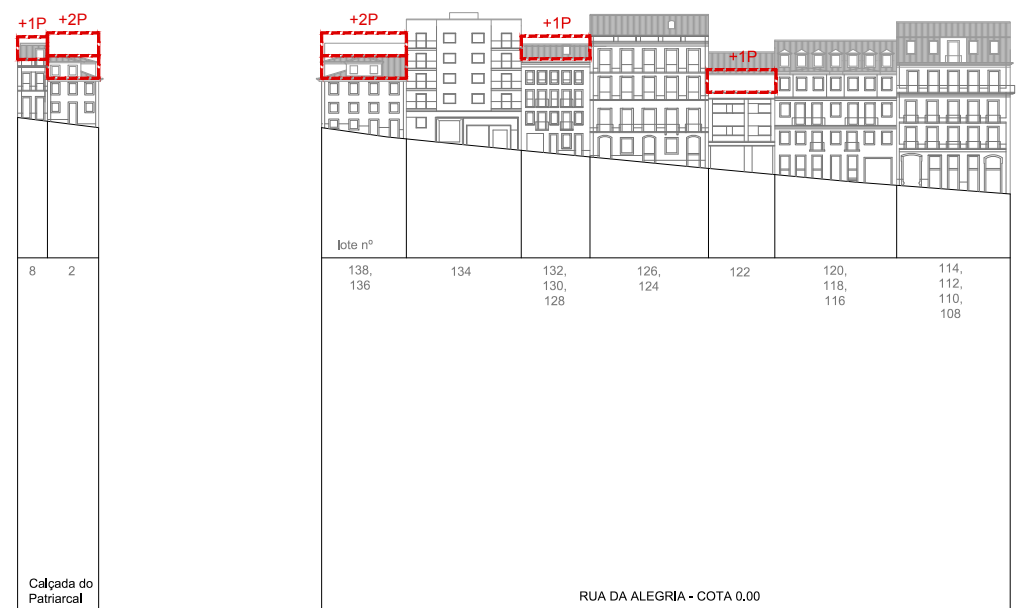 +1P +2P
+2P
+1P
+1P
lote nº
8 2
138,
136
134
132,
130,
128
126,
124
122
120,
118,
116
114,
112,
110,
108
Calçada do
Patriarcal
RUA DA ALEGRIA - COTA 0.00